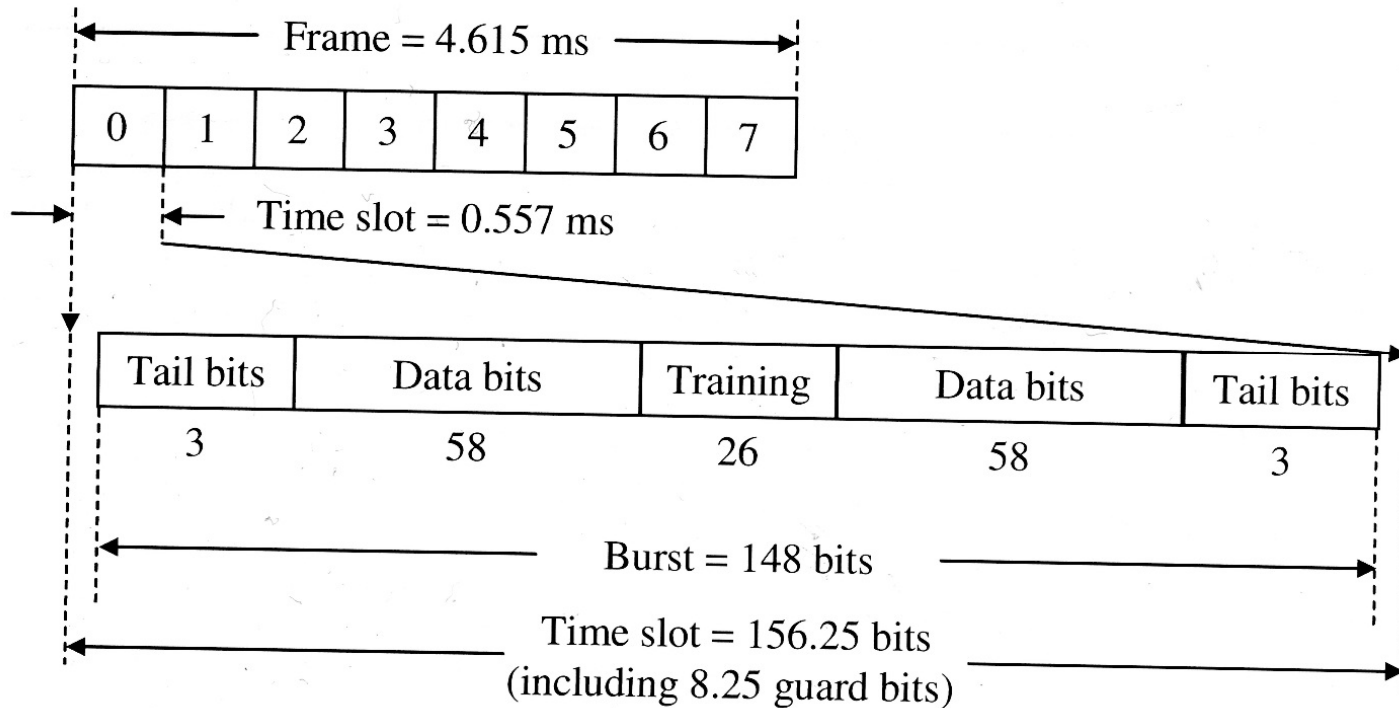 Frame = 4.615 ms
0 1 2 3 4 5 6 7
Time slot = 0.557 ms
Tail bits Data bits Training Data bits Tail bits
3 58 26 58 3
Burst = 148 bits
Time slot = 156.25 bits
(including 8.25 guard bits)